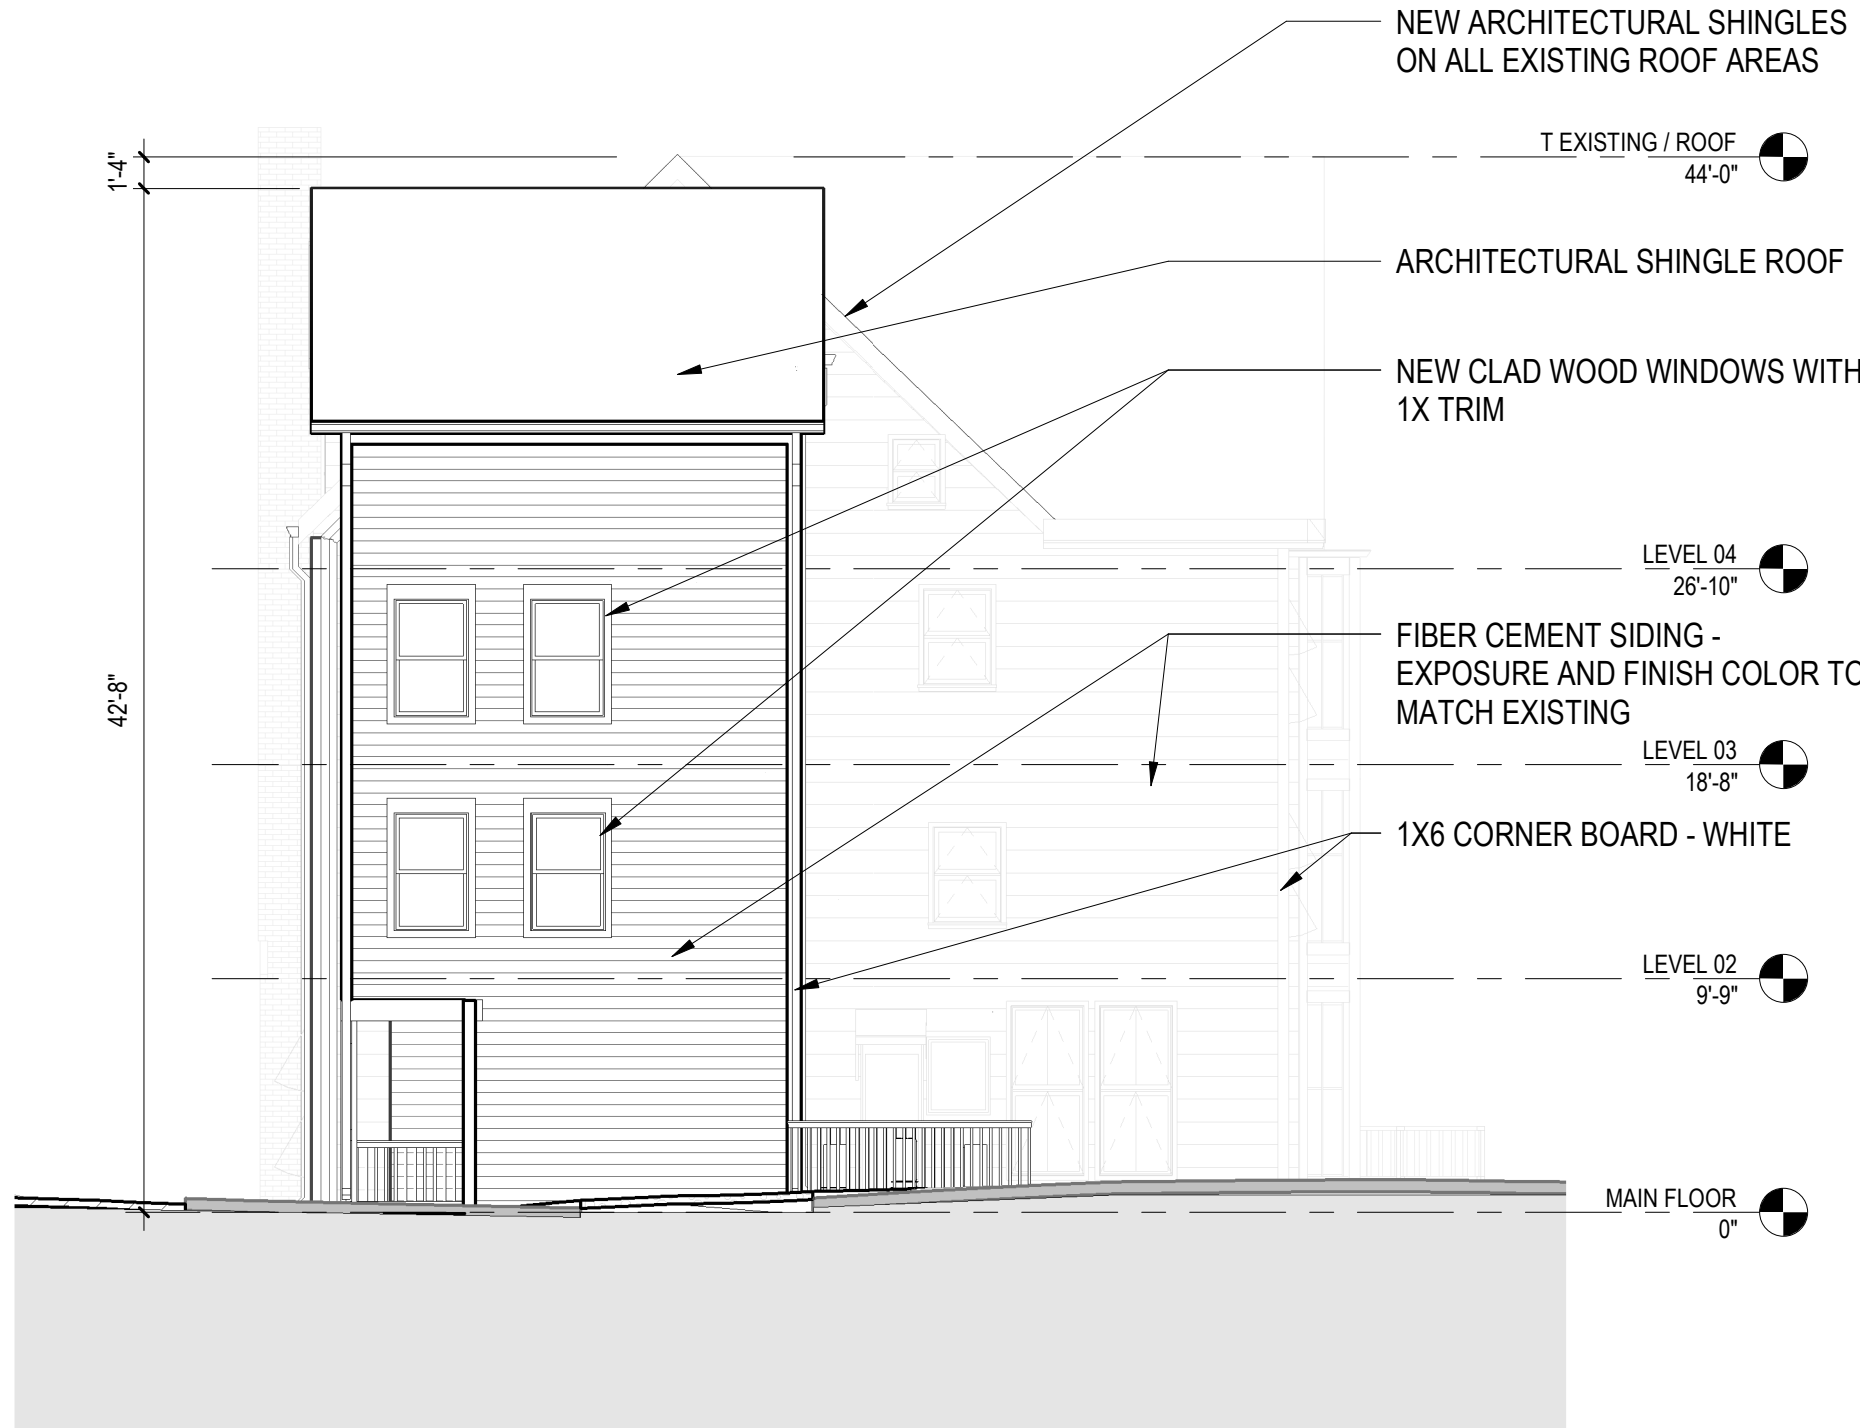 NEW ARCHITECTURAL SHINGLES
ON ALL EXISTING ROOF AREAS
T EXISTING / ROOF
44'-0"
1'-4"
ARCHITECTURAL SHINGLE ROOF
NEW CLAD WOOD WINDOWS WITH
1X TRIM
LEVEL 04
26'-10"
FIBER CEMENT SIDING -
EXPOSURE AND FINISH COLOR TO
MATCH EXISTING
42'-8"
LEVEL 03
18'-8"
1X6 CORNER BOARD - WHITE
LEVEL 02
9'-9"
MAIN FLOOR
0"